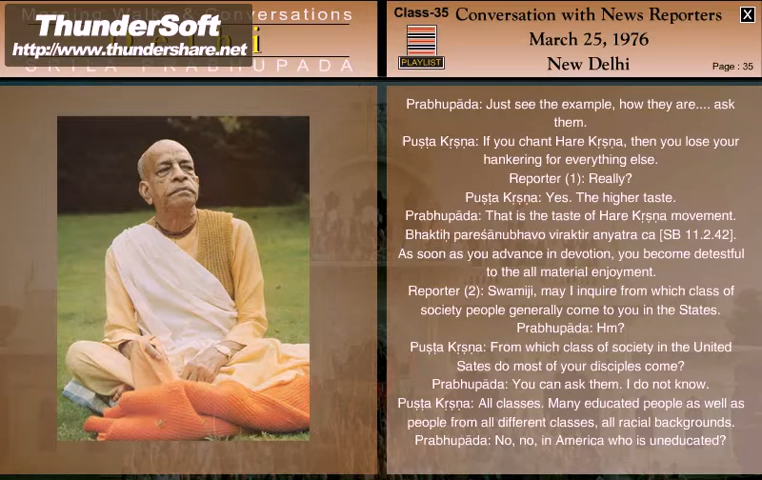 Morning Walks & Conversations
ThunderSoft
http://www.thundershare.net
SRILA PRABHUPADA
Class-35
PLAYLIST
Conversation with News Reporters
March 25, 1976
New Delhi
X
Page : 35
Prabhupāda: Just see the example, how they are.... ask
them.
Puṣṭa Kṛṣṇa: If you chant Hare Kṛṣṇa, then you lose your
hankering for everything else.
Reporter (1): Really?
Puṣṭa Kṛṣṇa: Yes. The higher taste.
Prabhupāda: That is the taste of Hare Kṛṣṇa movement.
Bhaktiḥ pareśānubhavo viraktir anyatra ca [SB 11.2.42].
As soon as you advance in devotion, you become detestful
to the all material enjoyment.
Reporter (2): Swamiji, may I inquire from which class of
society people generally come to you in the States.
Prabhupāda: Hm?
Puṣṭa Kṛṣṇa: From which class of society in the United
Sates do most of your disciples come?
Prabhupāda: You can ask them. I do not know.
Puṣṭa Kṛṣṇa: All classes. Many educated people as well as
people from all different classes, all racial backgrounds.
Prabhupāda: No, no, in America who is uneducated?